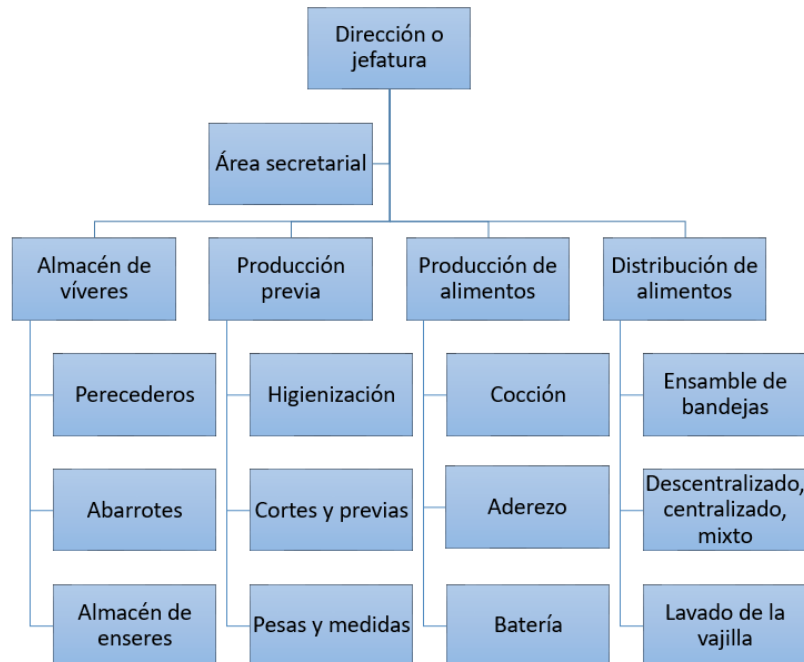 Dirección o
jefatura
Área secretarial
Almacén de
víveres
Producción
previa
Producción de
alimentos
Distribución de
alimentos
Perecederos
Higienización
Cocción
Ensamble de
bandejas
Abarrotes
Cortes y previas
Aderezo
Descentralizado,
centralizado,
mixto
Almacén de
enseres
Pesas y medidas
Batería
Lavado de la
vajilla